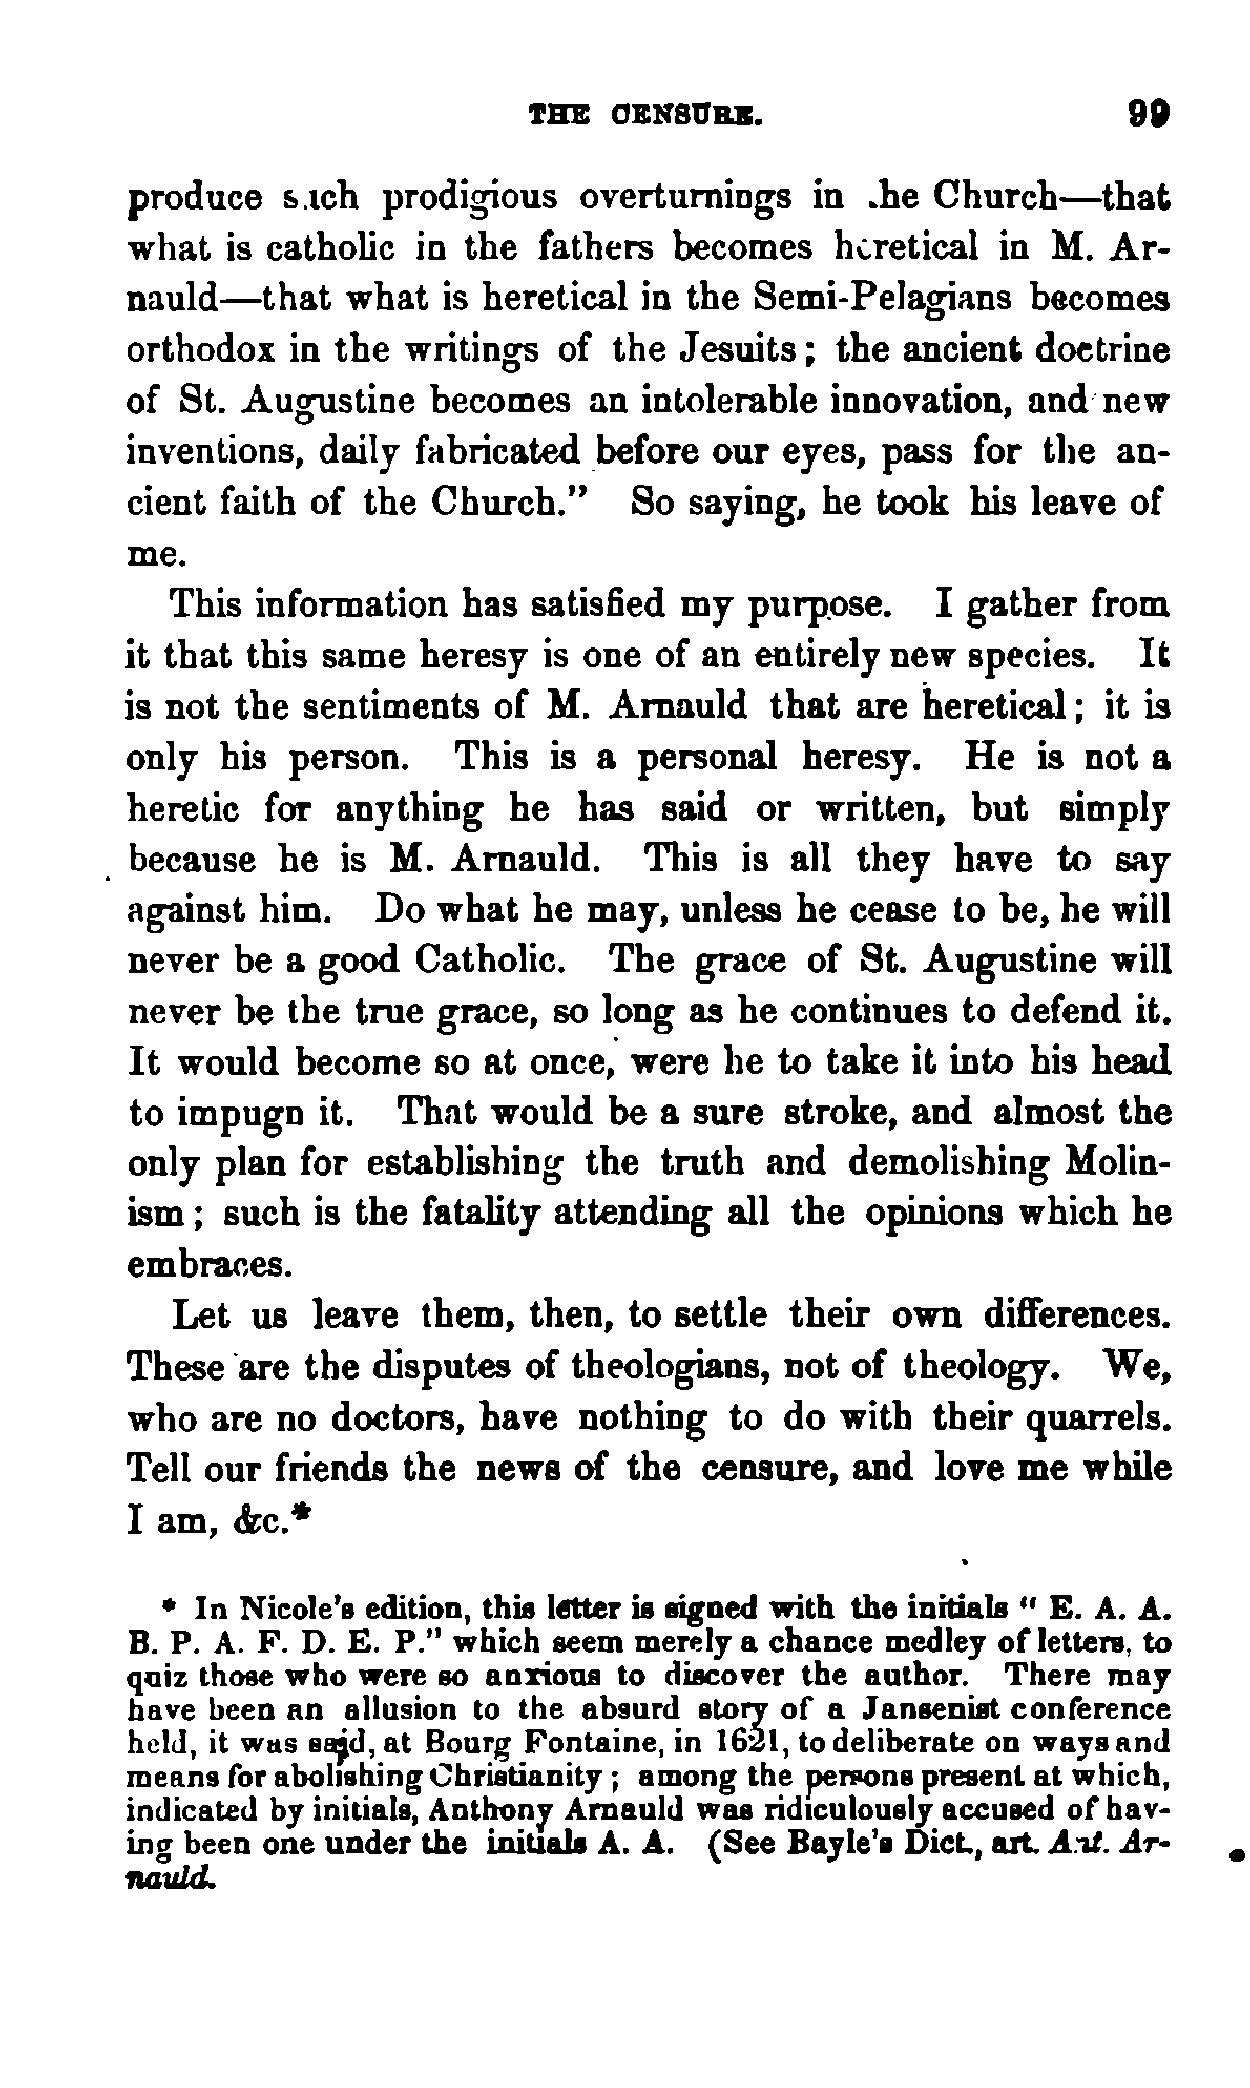 THE CENSURE. 99
produce such prodigious overturnings in the Church—that
what is catholic in the fathers becomes heretical in M. Ar-
nauld—that what is heretical in the Semi-Pelagians becomes
orthodox in the writings of the Jesuits; the ancient doctrine
of St. Augustine becomes an intolerable innovation, and new
inventions, daily fabricated before our eyes, pass for the an-
cient faith of the Church." So saying, he took his leave of
me.
This information has satisfied my purpose. I gather from
it that this same heresy is one of an entirely new species. It
is not the sentiments of M. Arnauld that are heretical; it is
only his person. This is a personal heresy. He is not a
heretic for anything he has said or written, but simply
because he is M. Arnauld. This is all they have to say
against him. Do what he may, unless he cease to be, he will
never be a good Catholic. The grace of St. Augustine will
never be the true grace, so long as he continues to defend it.
It would become so at once, were he to take it into his head
to impugn it. That would be a sure stroke, and almost the
only plan for establishing the truth and demolishing Molin-
ism; such is the fatality attending all the opinions which he
embraces.
Let us leave them, then, to settle their own differences.
These are the disputes of theologians, not of theology. We,
who are no doctors, have nothing to do with their quarrels.
Tell our friends the news of the censure, and love me while
I am, &c.*
* In Nicole's edition, this letter is signed with the initials "E. A. A.
B. P. A. F. D. E. P." which seem merely a chance medley of letters, to
quiz those who were so anxious to discover the author. There may
have been an allusion to the absurd story of a Jansenist conference
held, it was said, at Bourg Fontaine, in 1621, to deliberate on ways and
means for abolishing Christianity; among the persons present at which,
indicated by initials, Anthony Arnauld was ridiculously accused of hav-
ing been one under the initials A. A. (See Bayle's Dict., art. Ant. Ar-
nauld.